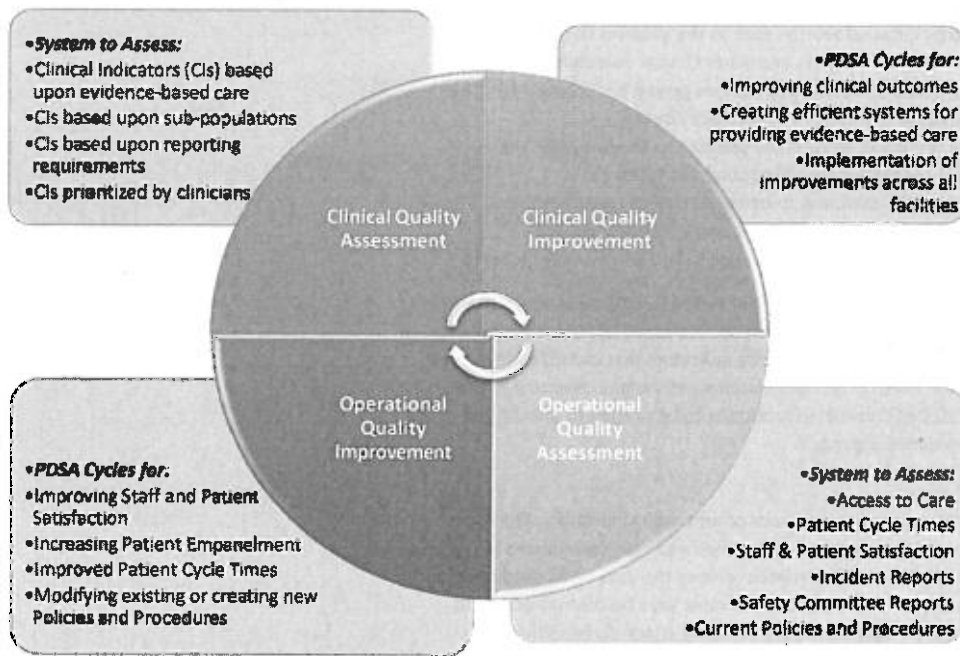 •System to Assess:
•Clinical Indicators (CIs) based
upon evidence-based care
•CIs based upon sub-populations
•CIs based upon reporting
requirements
•CIs prioritized by clinicians
•PDSA Cycles for:
•Improving clinical outcomes
•Creating efficient systems for
providing evidence-based care
•Implementation of
improvements across all
facilities
Clinical Quality
Assessment
Clinical Quality
Improvement
Operational
Quality
Improvement
Operational
Quality
Assessment
•PDSA Cycles for:
•Improving Staff and Patient
Satisfaction
•Increasing Patient Empanelment
•Improved Patient Cycle Times
•Modifying existing or creating new
Policies and Procedures
•System to Assess:
•Access to Care
•Patient Cycle Times
•Staff & Patient Satisfaction
•Incident Reports
•Safety Committee Reports
•Current Policies and Procedures